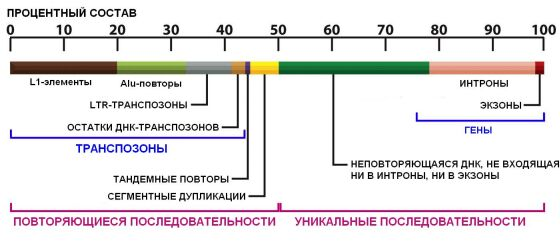 ПРОЦЕНТНЫЙ СОСТАВ
0 10 20 30 40 50 60 70 80 90 100
L1-элементы
Alu-повторы
ИНТРОНЫ
LTR-ТРАНСПОЗОНЫ
ЭКЗОНЫ
ОСТАТКИ ДНК-ТРАНСПОЗОНОВ
ГЕНЫ
ТРАНСПОЗОНЫ
НЕПОВТОРЯЮЩАЯСЯ ДНК, НЕ ВХОДЯЩАЯ
НИ В ИНТРОНЫ, НИ В ЭКЗОНЫ
ТАНДЕМНЫЕ ПОВТОРЫ
СЕГМЕНТНЫЕ ДУПЛИКАЦИИ
ПОВТОРЯЮЩИЕСЯ ПОСЛЕДОВАТЕЛЬНОСТИ
УНИКАЛЬНЫЕ ПОСЛЕДОВАТЕЛЬНОСТИ